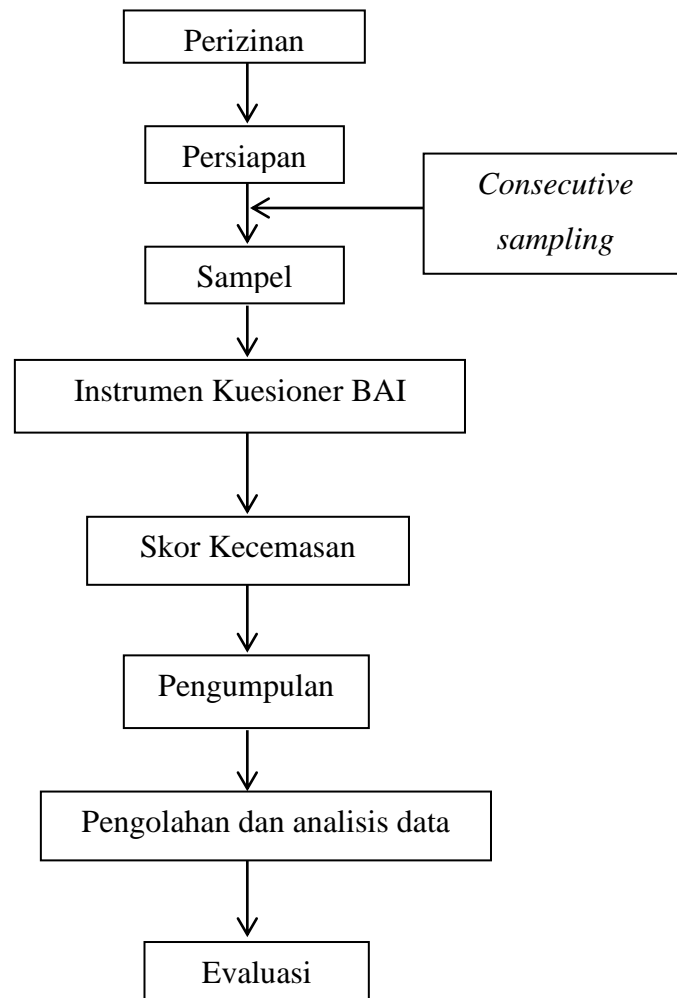 Perizinan
Persiapan
Consecutive
sampling
Sampel
Instrumen Kuesioner BAI
Skor Kecemasan
Pengumpulan
Pengolahan dan analisis data
Evaluasi